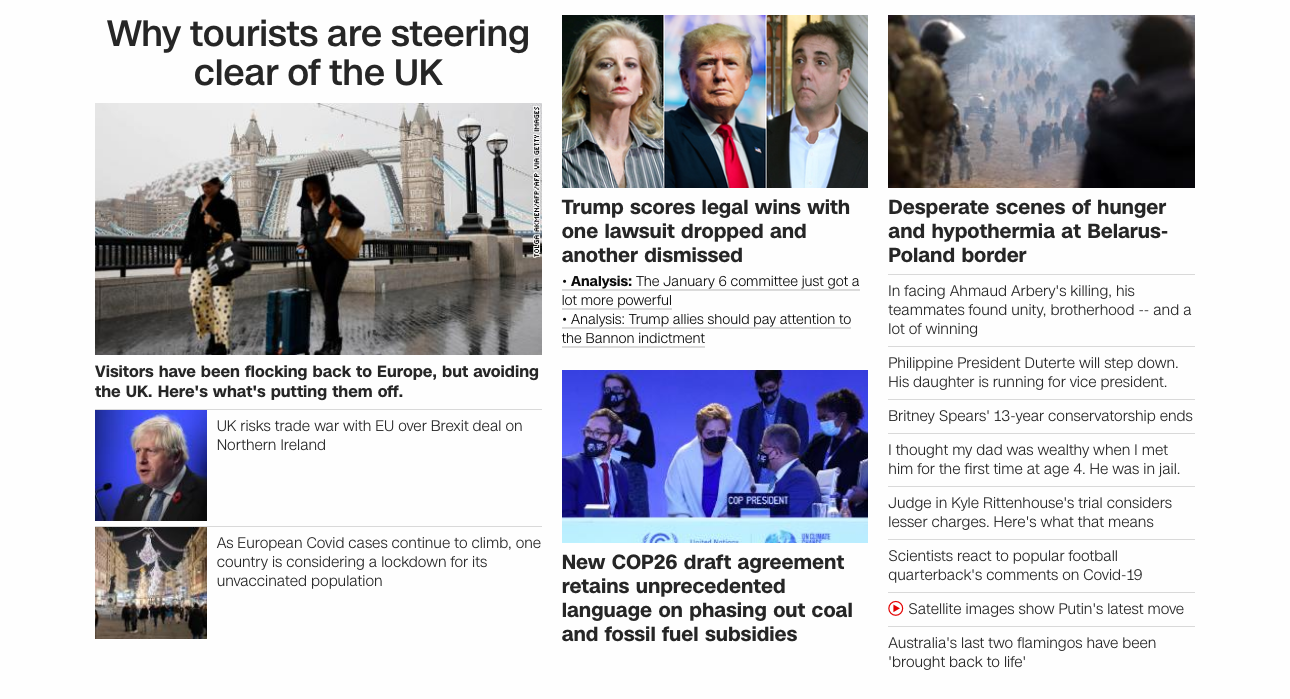 Why tourists are steering
clear of the UK
TOLGA AKMEN/AFP/AFP VIA GETTY IMAGES
Visitors have been flocking back to Europe, but avoiding
the UK. Here's what's putting them off.
UK risks trade war with EU over Brexit deal on
Northern Ireland
As European Covid cases continue to climb, one
country is considering a lockdown for its
unvaccinated population
Trump scores legal wins with
one lawsuit dropped and
another dismissed
• Analysis: The January 6 committee just got a
lot more powerful
• Analysis: Trump allies should pay attention to
the Bannon indictment
COP PRESIDENT
United Nations
UN CLIMATE
CHANGE
New COP26 draft agreement
retains unprecedented
language on phasing out coal
and fossil fuel subsidies
Desperate scenes of hunger
and hypothermia at Belarus-
Poland border
In facing Ahmaud Arbery's killing, his
teammates found unity, brotherhood -- and a
lot of winning
Philippine President Duterte will step down.
His daughter is running for vice president.
Britney Spears' 13-year conservatorship ends
I thought my dad was wealthy when I met
him for the first time at age 4. He was in jail.
Judge in Kyle Rittenhouse's trial considers
lesser charges. Here's what that means
Scientists react to popular football
quarterback's comments on Covid-19
Satellite images show Putin's latest move
Australia's last two flamingos have been
'brought back to life'